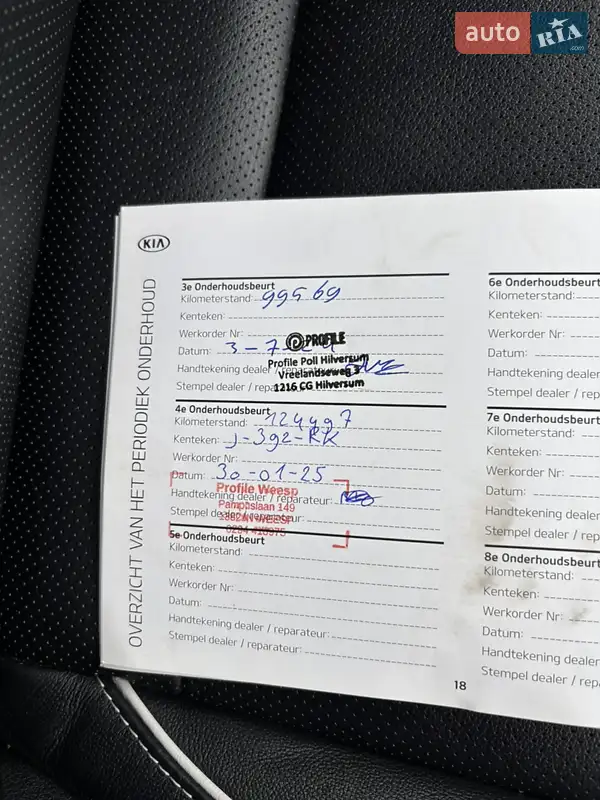 auto RIA .com
KIA
OVERZICHT VAN HET PERIODIEK ONDERHOUD
3e Onderhoudsbeurt
Kilometerstand: 99569
Kenteken:
Werkorder Nr:
Datum: 3-7-
PROFILE
Profile Poll Hilversum
Handtekening dealer / reparateur:
Vreelandseweg 3
Stempel dealer / reparateur:
1216 CG Hilversum
4e Onderhoudsbeurt
Kilometerstand: 124497
Kenteken: J-392-RK
Werkorder Nr:
Datum: 30-01-25
Profile Weesp
Handtekening dealer / reparateur:
Pampuslaan 149
Stempel dealer / reparateur:
WEESP
5e Onderhoudsbeurt
Kilometerstand:
Kenteken:
Werkorder Nr:
Datum:
Handtekening dealer / reparateur:
Stempel dealer / reparateur:
6e Onderhoudsbeurt
Kilometerstand:
Kenteken:
Werkorder Nr:
Datum:
Handtekening dealer
Stempel dealer / rep
7e Onderhoudsbeurt
Kilometerstand:
Kenteken:
Werkorder Nr:
Datum:
Handtekening dealer
Stempel dealer / rep
8e Onderhoudsbeurt
Kilometerstand:
Kenteken:
Werkorder Nr:
Datum:
Handtekening dealer
Stempel dealer / rep
18